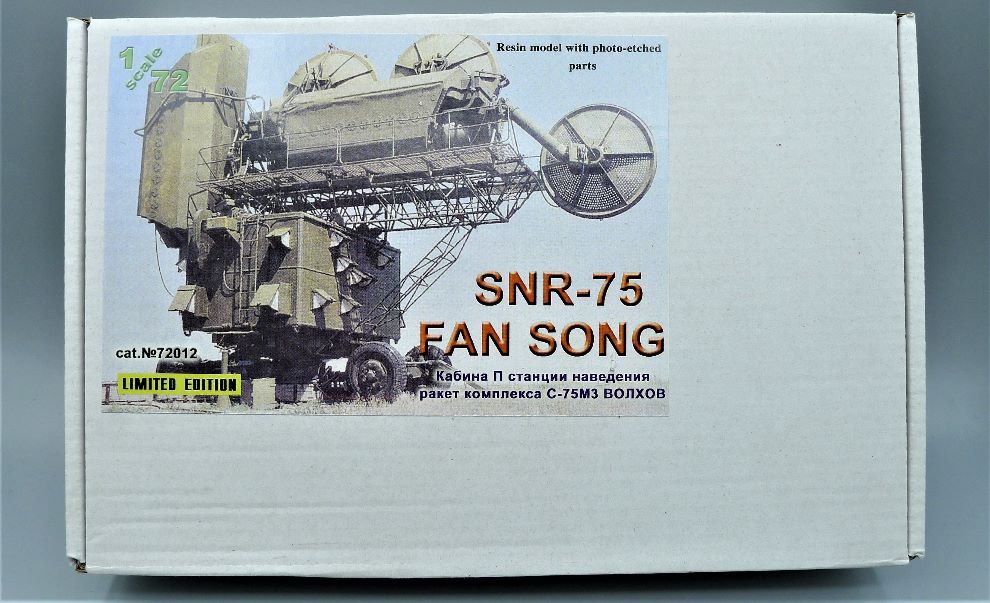 1
scale
72
Resin model with photo-etched
parts
SNR-75
FAN SONG
cat.№72012
LIMITED EDITION
Кабина П станции наведения
ракет комплекса С-75М3 ВОЛХОВ